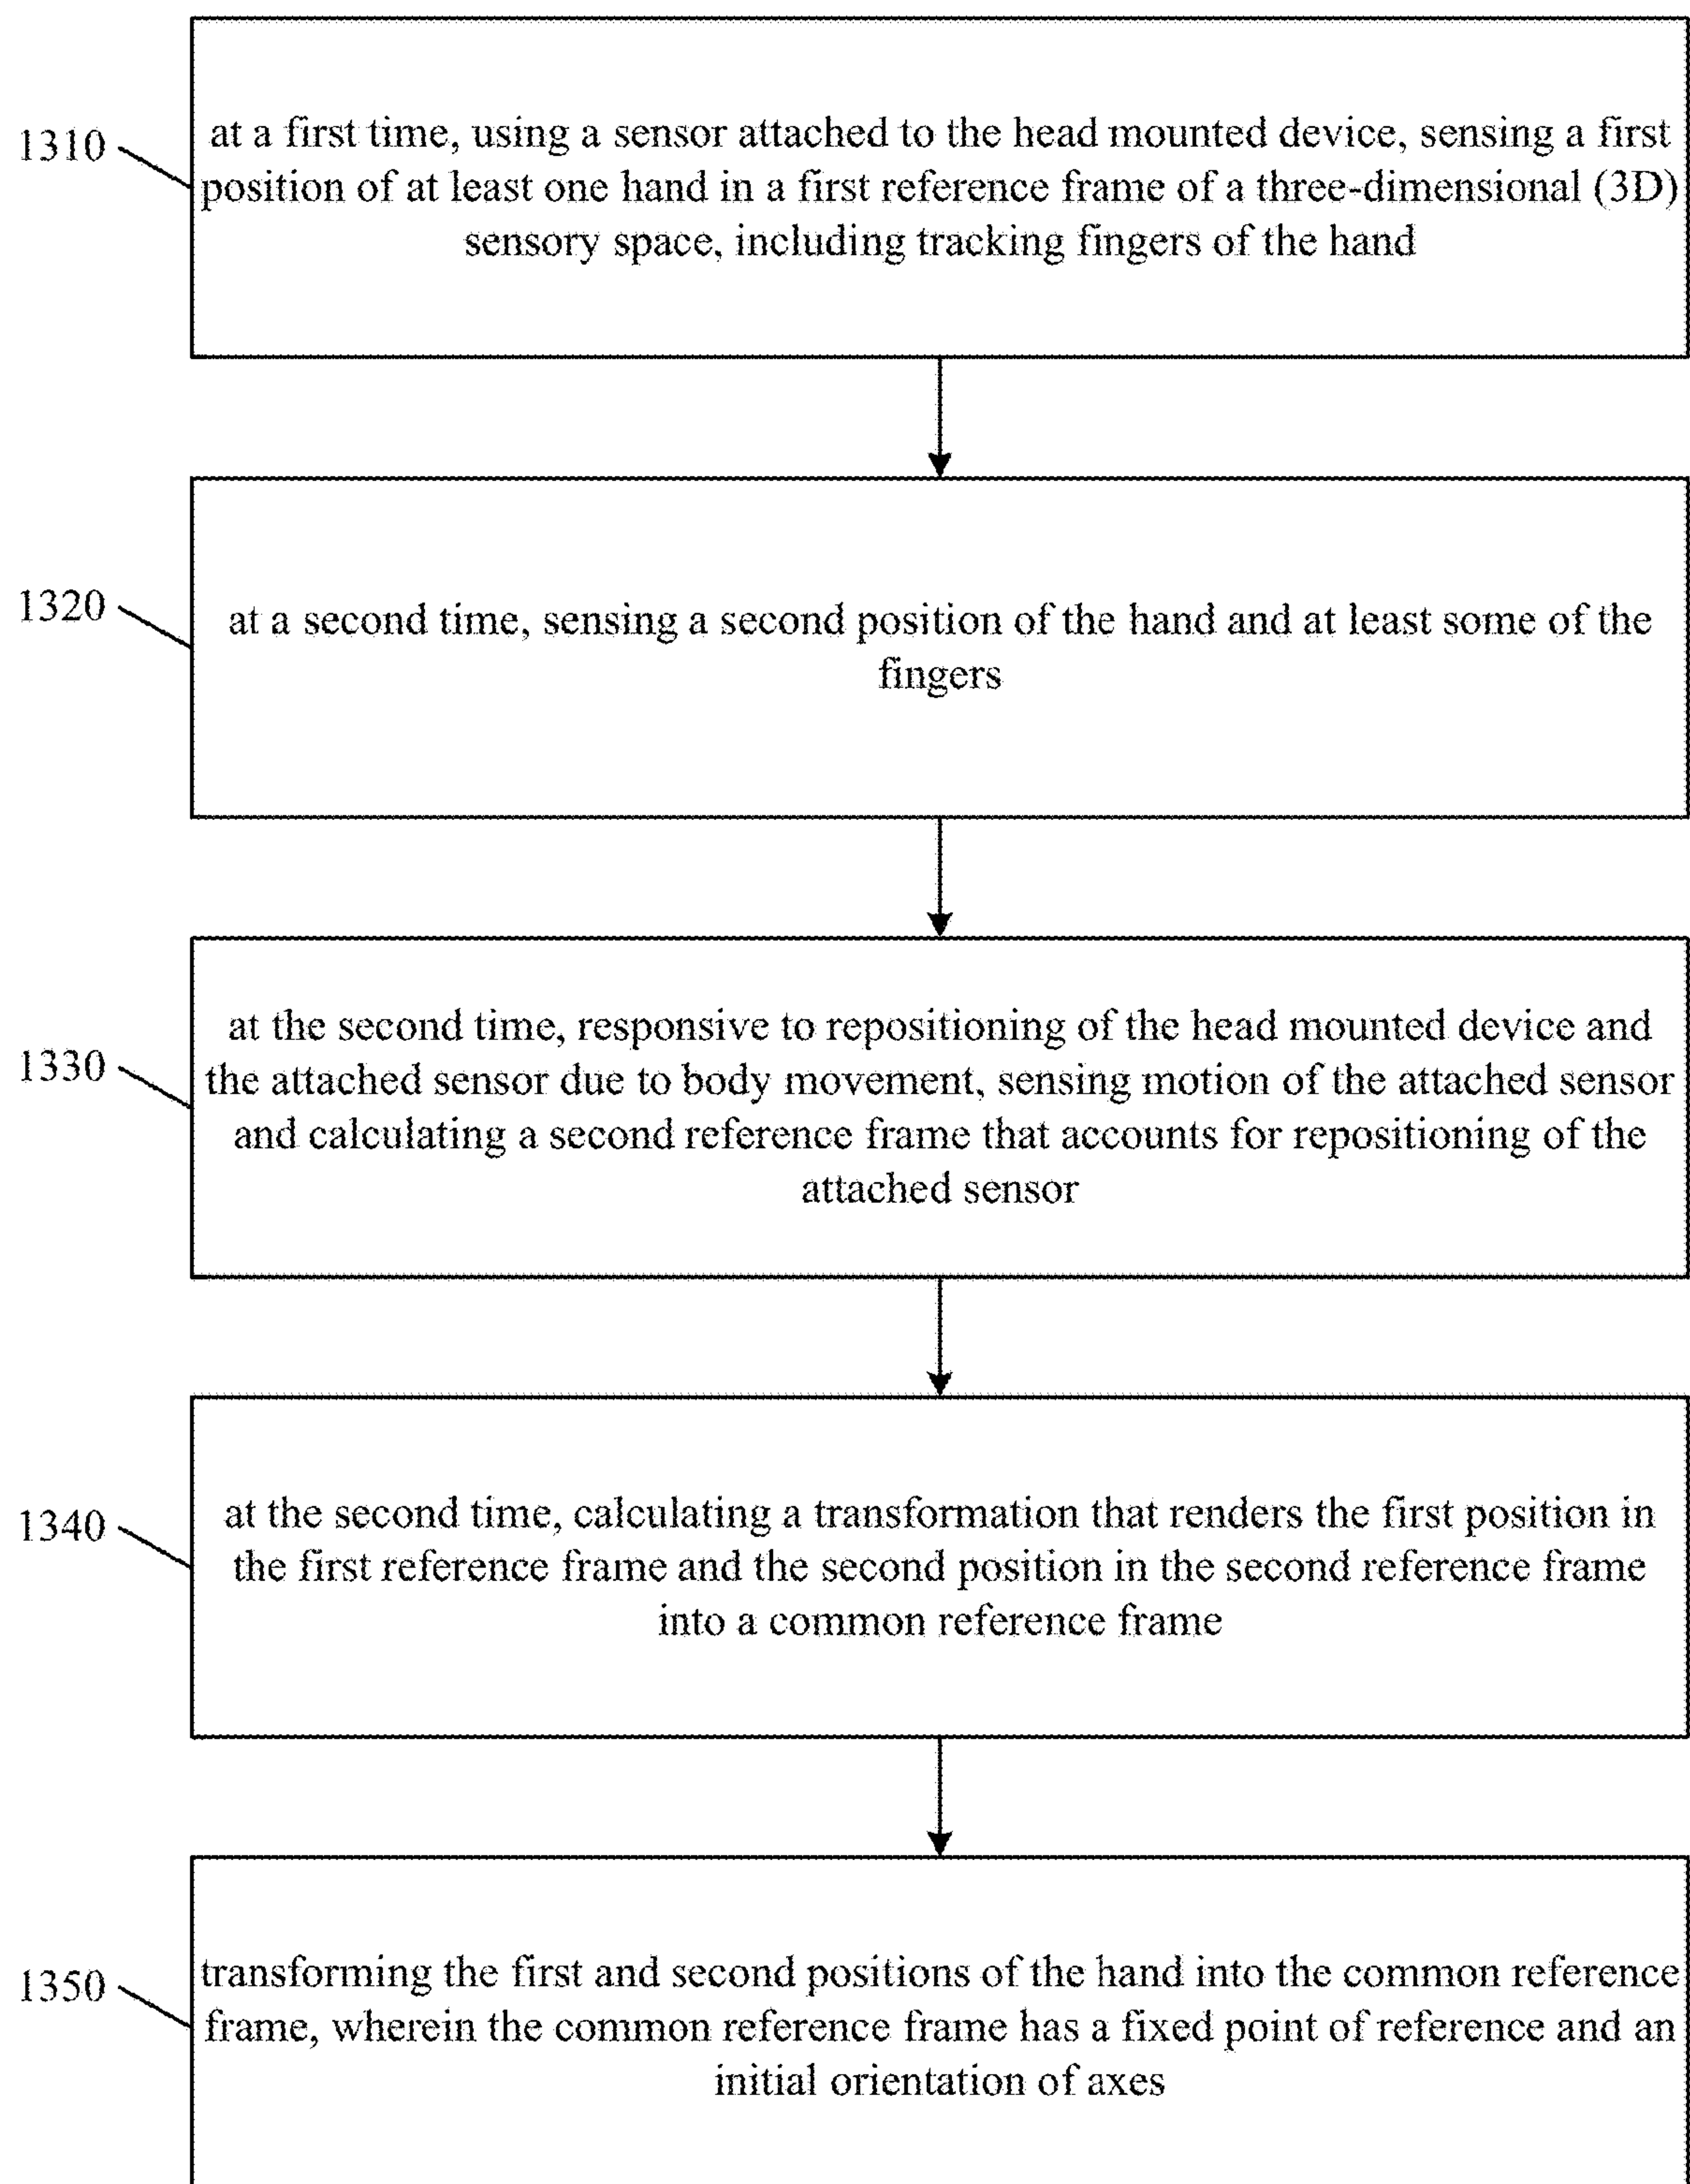 1310
at a first time, using a sensor attached to the head mounted device, sensing a first
position of at least one hand in a first reference frame of a three-dimensional (3D)
sensory space, including tracking fingers of the hand
1320
at a second time, sensing a second position of the hand and at least some of the
fingers
1330
at the second time, responsive to repositioning of the head mounted device and
the attached sensor due to body movement, sensing motion of the attached sensor
and calculating a second reference frame that accounts for repositioning of the
attached sensor
1340
at the second time, calculating a transformation that renders the first position in
the first reference frame and the second position in the second reference frame
into a common reference frame
1350
transforming the first and second positions of the hand into the common reference
frame, wherein the common reference frame has a fixed point of reference and an
initial orientation of axes